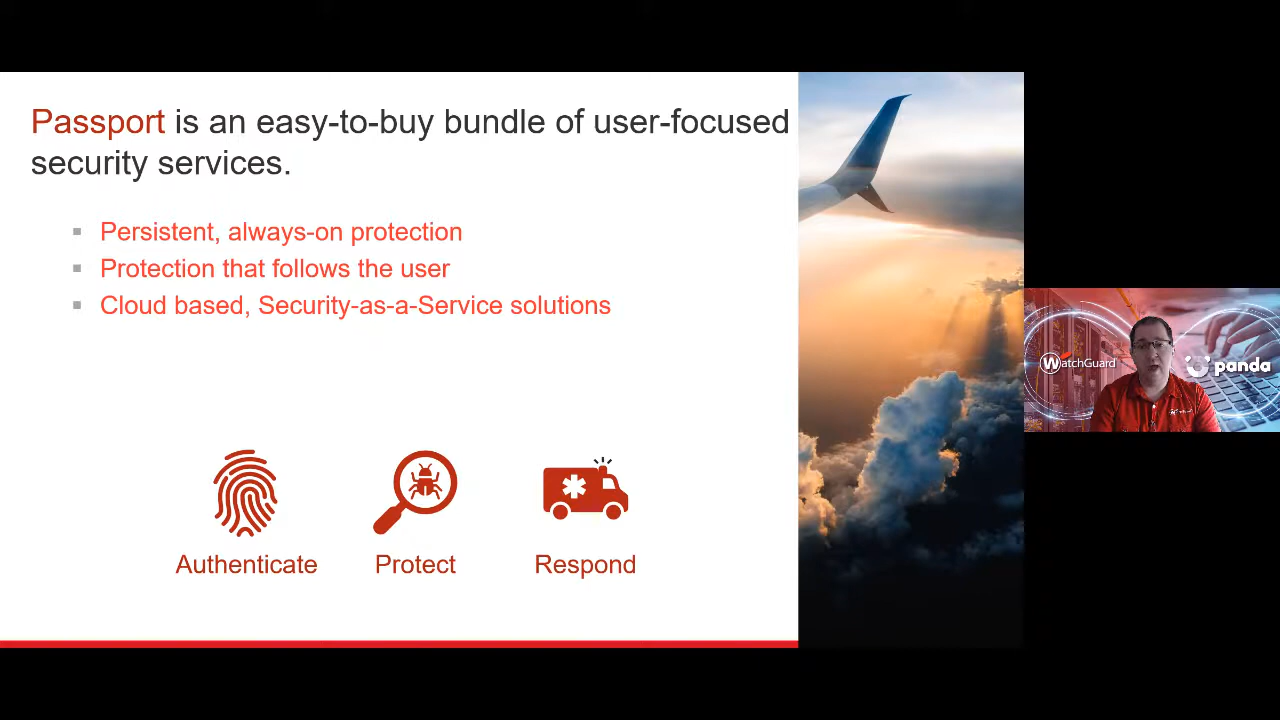 Passport is an easy-to-buy bundle of user-focused
security services.
Persistent, always-on protection
Protection that follows the user
Cloud based, Security-as-a-Service solutions
Authenticate
Protect
Respond
WatchGuard
panda